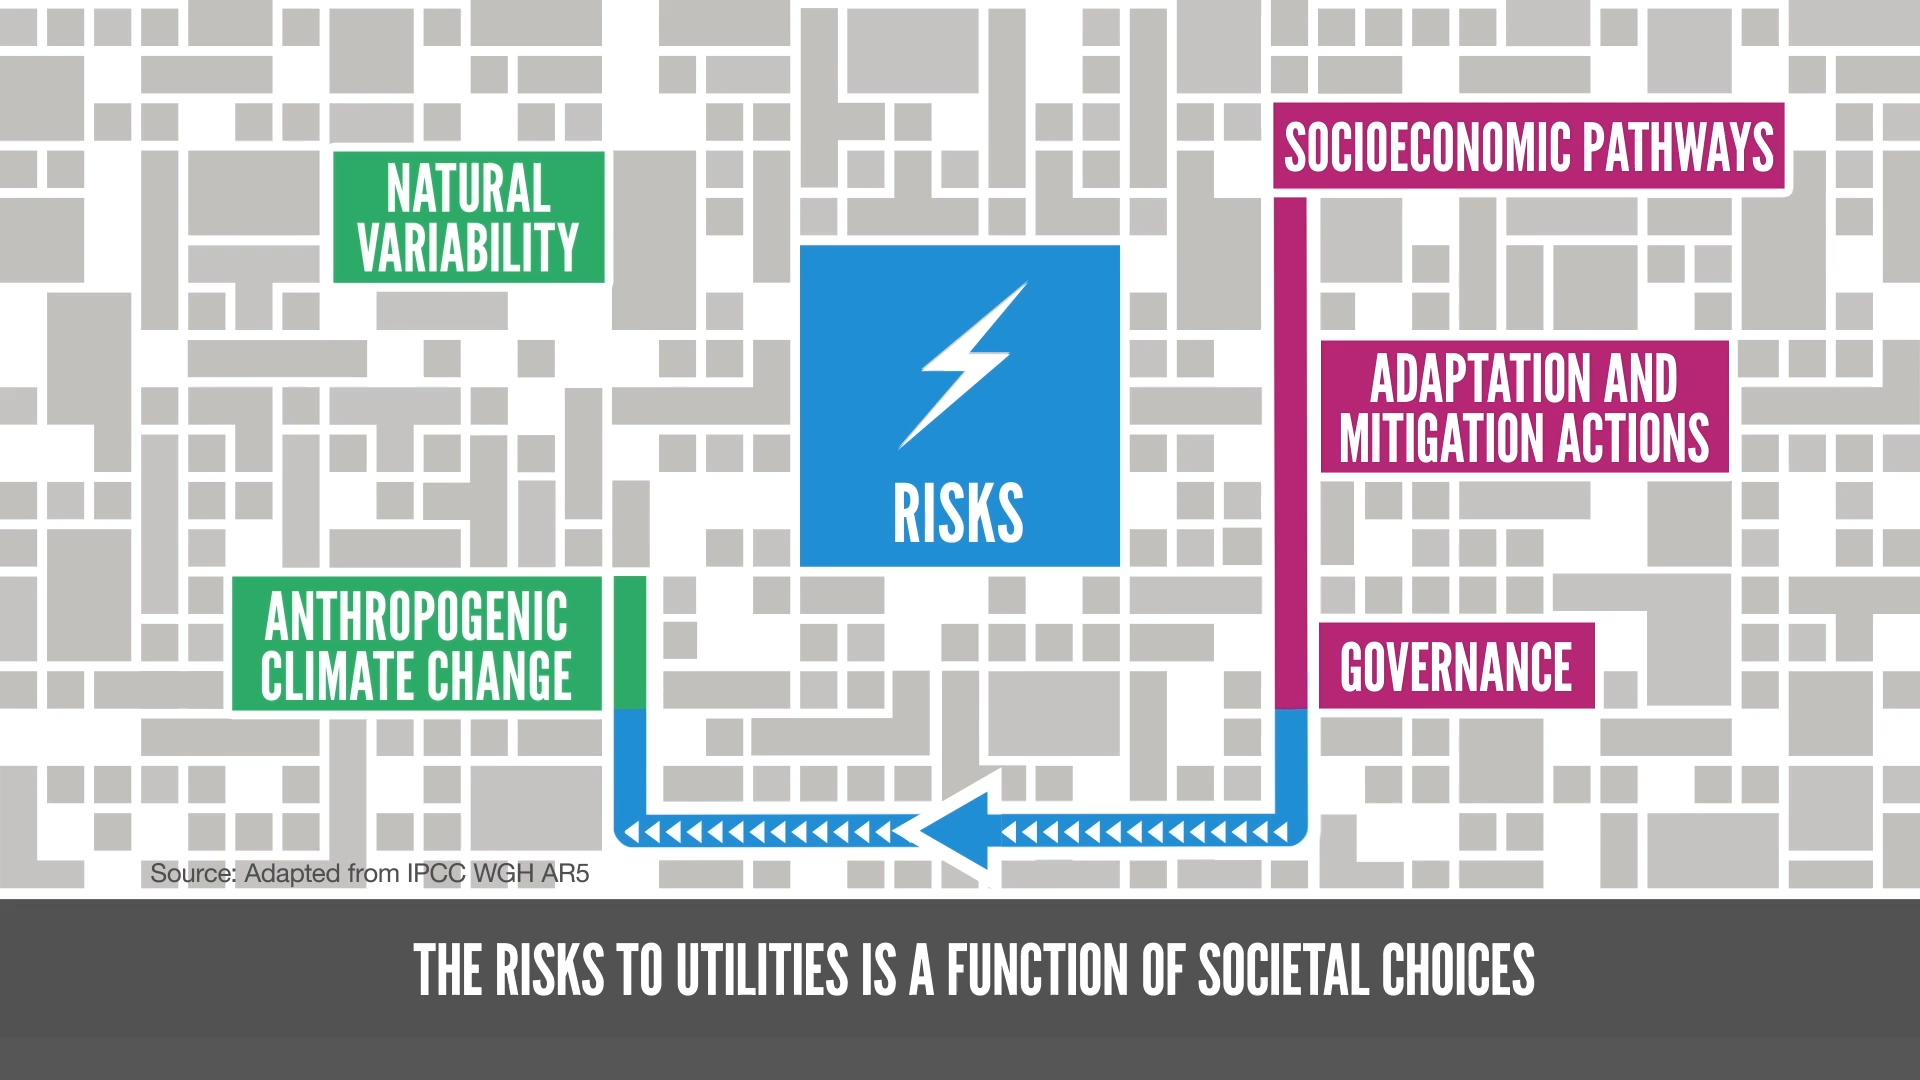 SOCIOECONOMIC PATHWAYS
NATURAL
VARIABILITY
ADAPTATION AND
MITIGATION ACTIONS
RISKS
ANTHROPOGENIC
CLIMATE CHANGE
GOVERNANCE
Source: Adapted from IPCC WGH AR5
THE RISKS TO UTILITIES IS A FUNCTION OF SOCIETAL CHOICES